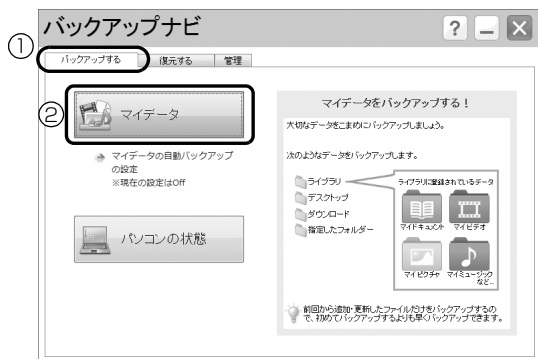 バックアップナビ
?
①
バックアップする 復元する 管理
②
マイデータ
マイデータの自動バックアップ
の設定
※現在の設定はOff
パソコンの状態
マイデータをバックアップする!
大切なデータをこまめにバックアップしましょう。
次のようなデータをバックアップします。
ライブラリ
デスクトップ
ダウンロード
指定したフォルダー
ライブラリに登録されているデータ
マイドキュメント マイビデオ
マイピクチャ マイミュージック
など...
前回から追加・更新したファイルだけをバックアップするの
で、初めてバックアップするよりも早くバックアップできます。